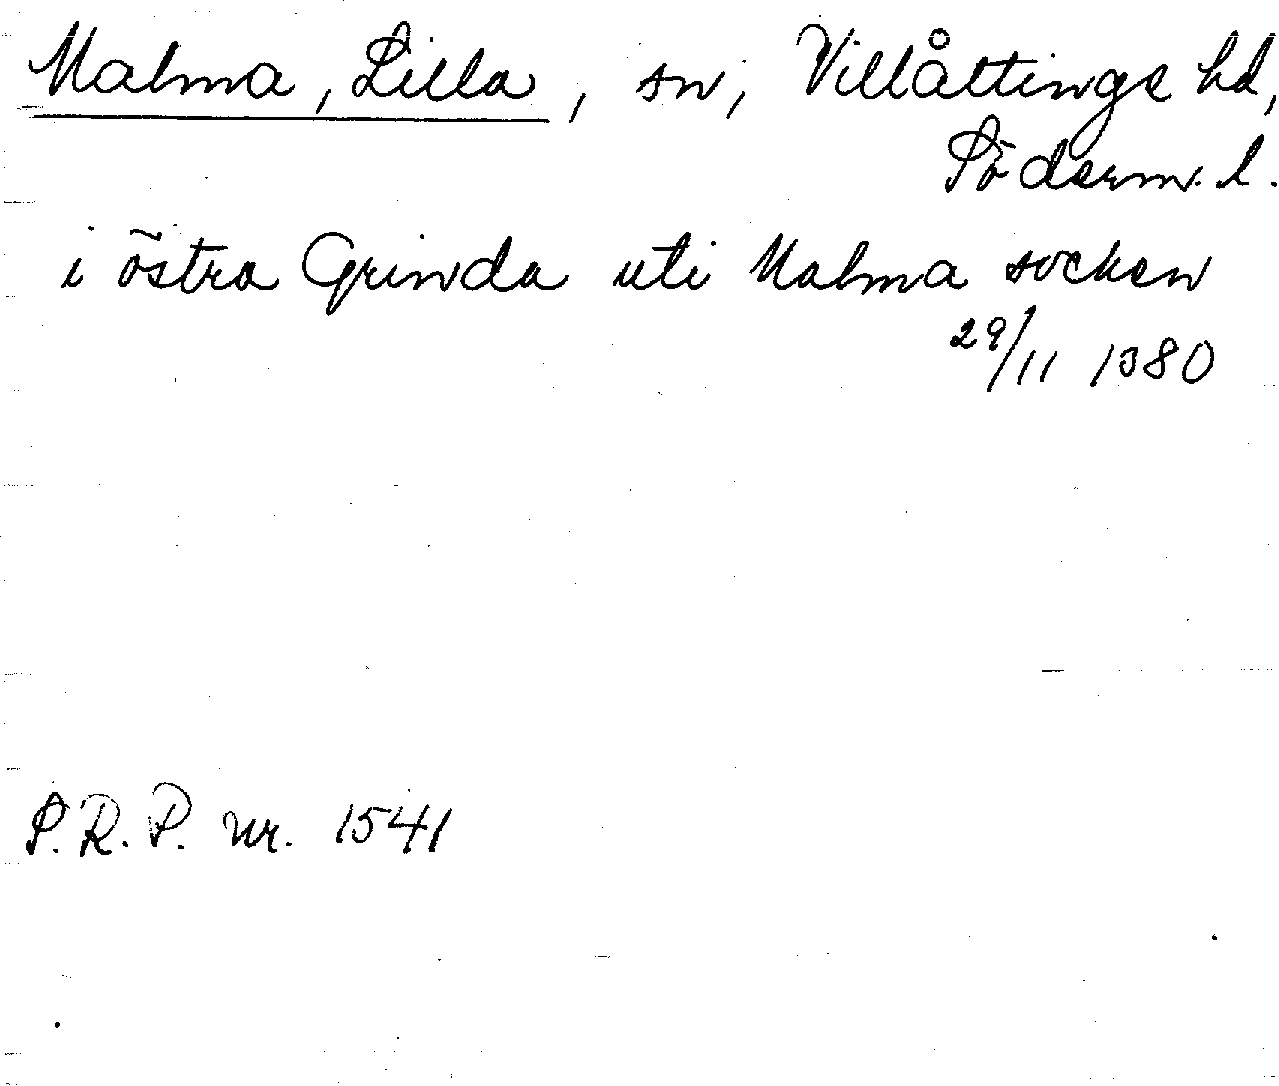 Malma, Lilla, sn, Villåttinge hd,
Söderm. l.
i östra Grinda uti Malma socken
29/11 1380
S.R.P. nr. 1541